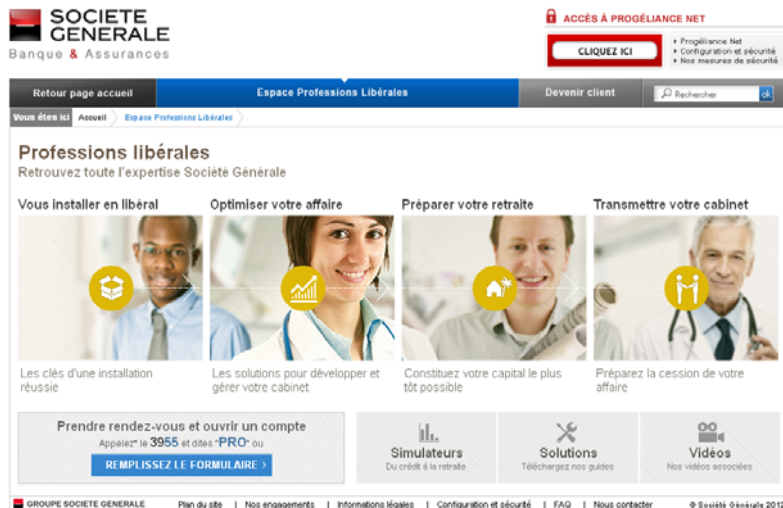 SOCIETE
GENERALE
Banque & Assurances
ACCÈS À PROGÉLIANCE NET
CLIQUEZ ICI
Progéliance Net
Configuration et sécurité
Nos mesures de sécurité
Retour page accueil
Espace Professions Libérales
Devenir client
Rechercher
ok
Vous êtes ici
Accueil
Espace Professions Libérales
Professions libérales
Retrouvez toute l'expertise Société Générale
Vous installer en libéral
Optimiser votre affaire
Préparer votre retraite
Transmettre votre cabinet
Les clés d'une installation
réussie
Les solutions pour développer et
gérer votre cabinet
Constituez votre capital le plus
tôt possible
Préparez la cession de votre
affaire
Prendre rendez-vous et ouvrir un compte
Appelez* le 3955 et dites "PRO" ou
REMPLISSEZ LE FORMULAIRE >
Simulateurs
Du crédit à la retraite
Solutions
Téléchargez nos guides
Vidéos
Nos vidéos associées
GROUPE SOCIETE GENERALE
Plan du site | Nos engagements | Informations légales | Configuration et sécurité | FAQ | Nous contacter
© Société Générale 2012